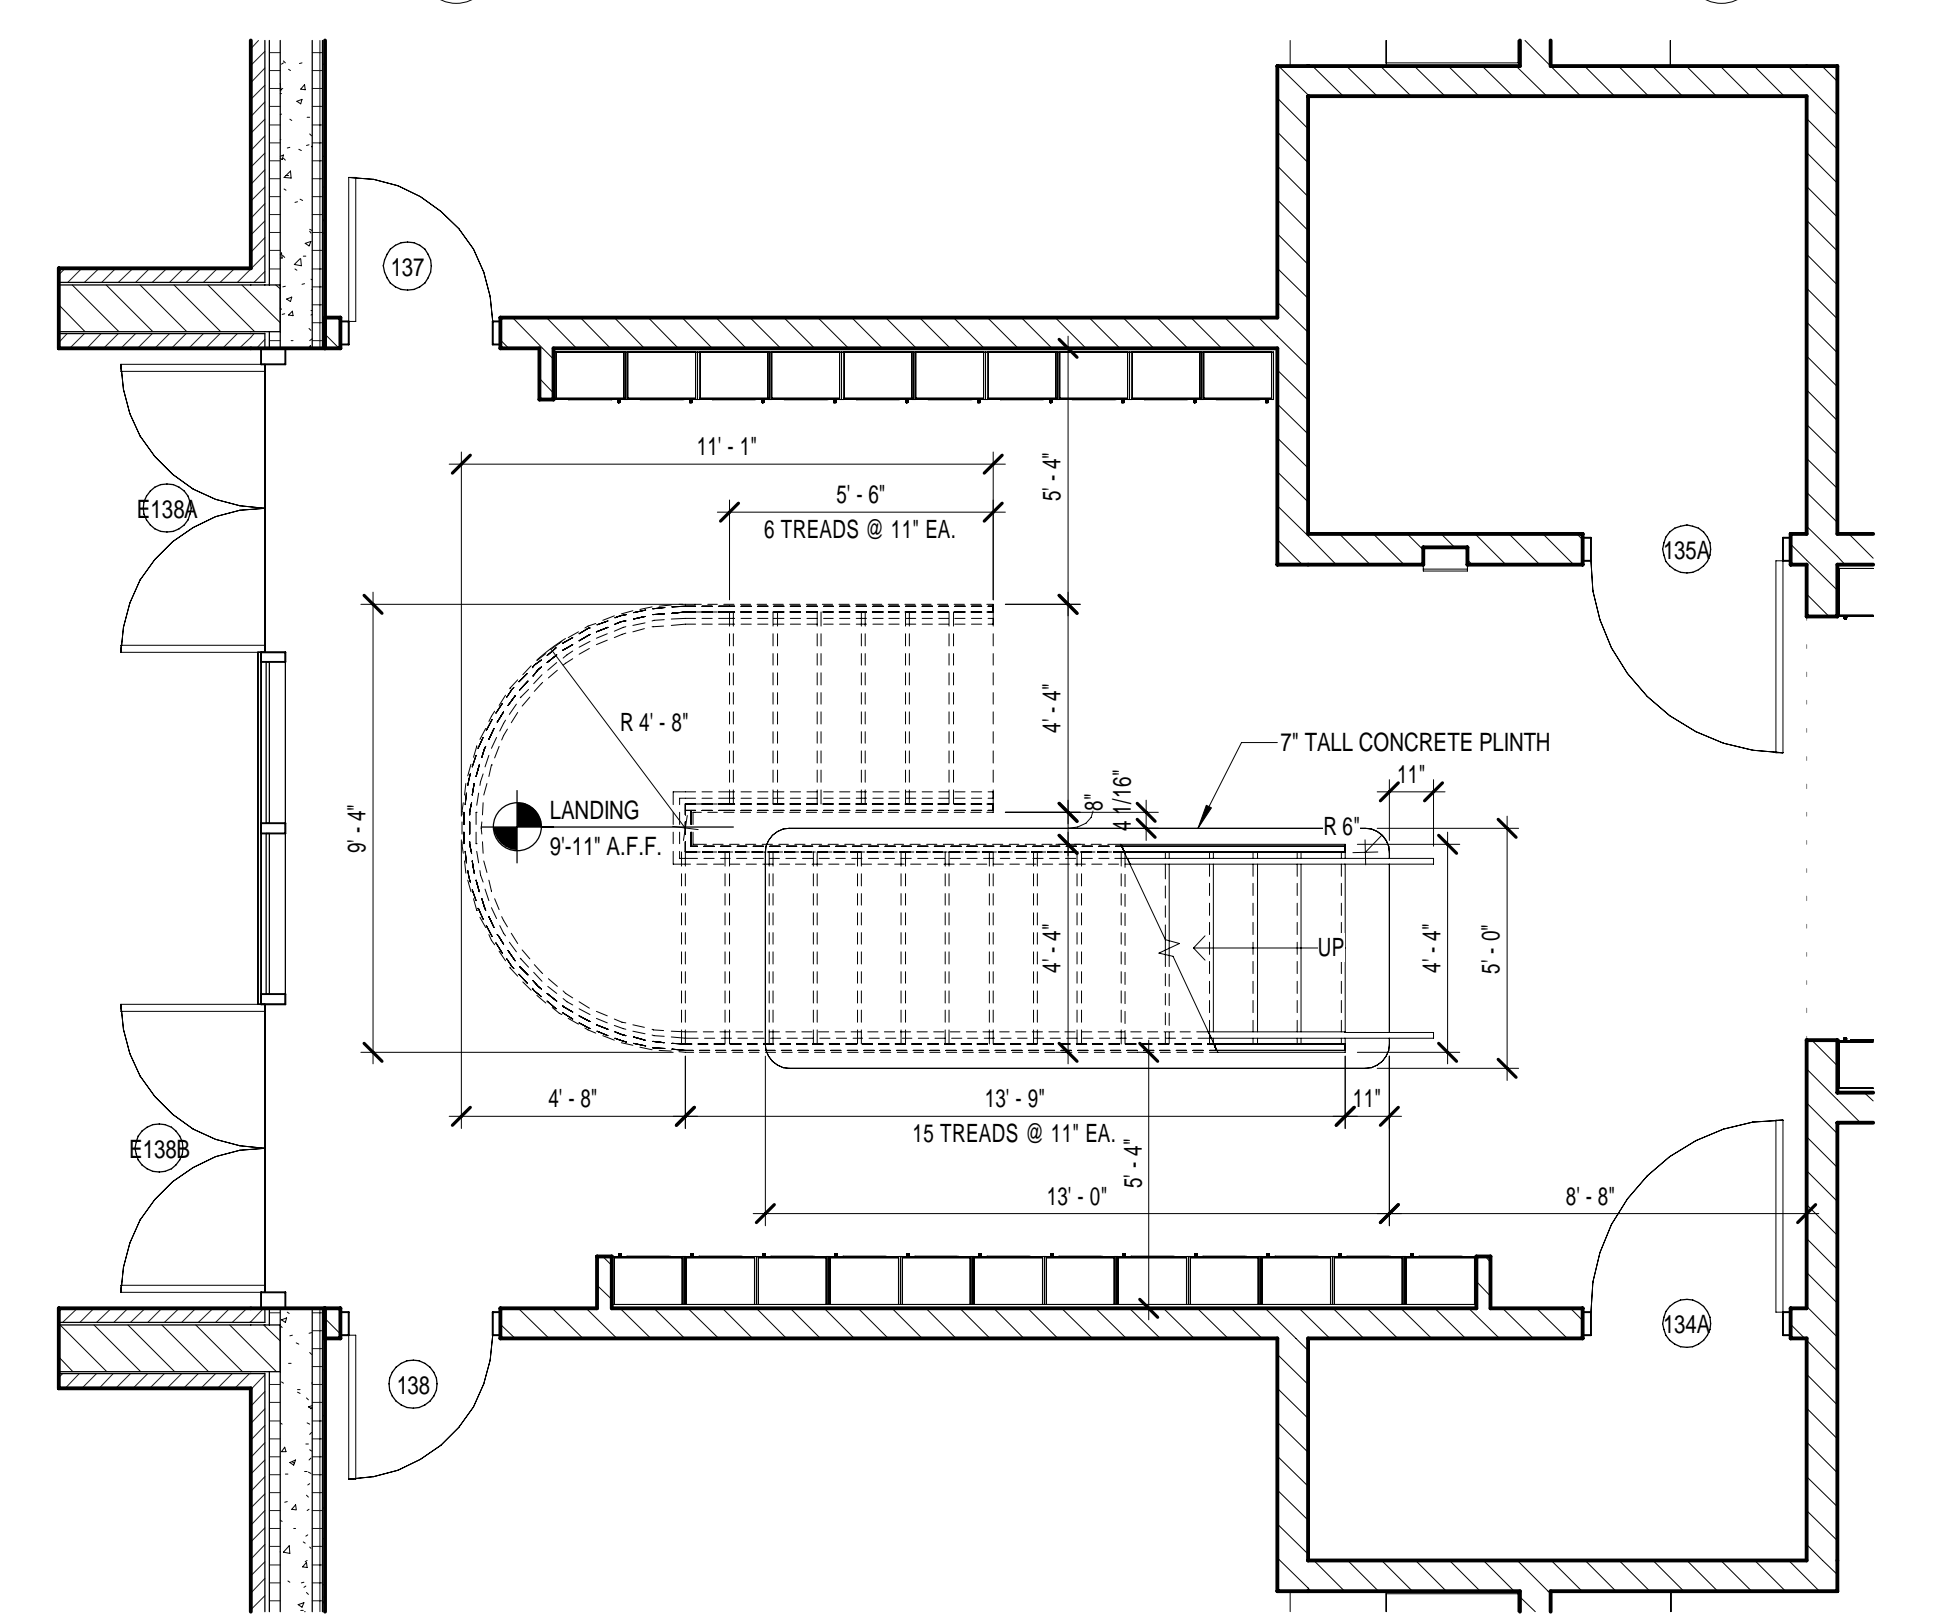 137
11' - 1"
5' - 4"
5' - 6"
6 TREADS @ 11" EA.
E138A
135A
R 4' - 8"
4' - 4"
7" TALL CONCRETE PLINTH
11"
8"
4 1/16"
LANDING
9'-11" A.F.F.
9' - 4"
R 6"
4' - 4"
UP
4' - 4"
5' - 0"
4' - 8"
13' - 9"
11"
15 TREADS @ 11" EA.
E138B
5' - 4"
13' - 0"
8' - 8"
134A
138